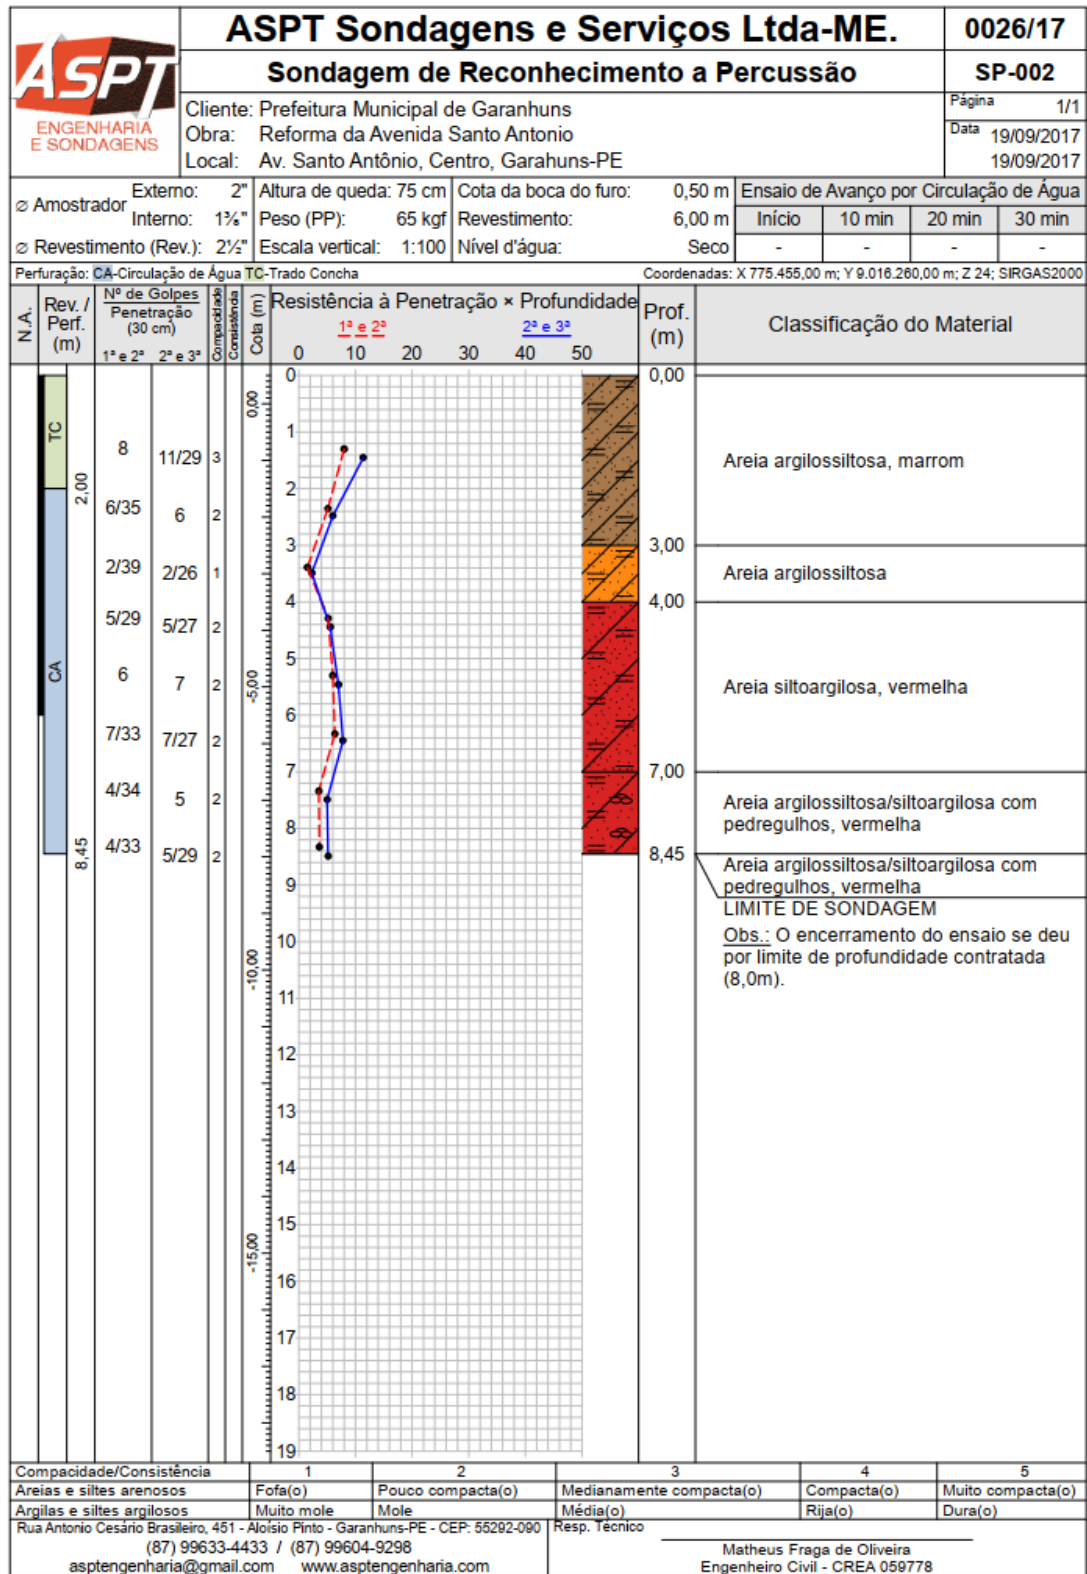 ASPT
ENGENHARIA
E SONDAGENS
ASPT Sondagens e Serviços Ltda-ME.
0026/17
Sondagem de Reconhecimento a Percussão
SP-002
Cliente: Prefeitura Municipal de Garanhuns
Obra: Reforma da Avenida Santo Antonio
Local: Av. Santo Antônio, Centro, Garahuns-PE
Página 1/1
Data 19/09/2017
19/09/2017
⌀ Amostrador Externo: 2"
Interno: 1⅜"
⌀ Revestimento (Rev.): 2½"
Altura de queda: 75 cm
Peso (PP): 65 kgf
Escala vertical: 1:100
Cota da boca do furo: 0,50 m
Revestimento: 6,00 m
Nível d'água: Seco
Ensaio de Avanço por Circulação de Água
Início 10 min 20 min 30 min
- - - -
Perfuração: CA-Circulação de Água TC-Trado Concha
Coordenadas: X 775.455,00 m; Y 9.016.260,00 m; Z 24; SIRGAS2000
N.A.
Rev. /
Perf.
(m)
Nº de Golpes
Penetração
(30 cm)
1ª e 2ª 2ª e 3ª
Compacidade
Consistência
Cota (m)
Resistência à Penetração × Profundidade
1ª e 2ª 2ª e 3ª
0 10 20 30 40 50
Prof.
(m)
Classificação do Material
TC
2,00
CA
8,45
8 11/29 3
6/35 6 2
2/39 2/26 1
5/29 5/27 2
6 7 2
7/33 7/27 2
4/34 5 2
4/33 5/29 2
0,00
-5,00
-10,00
-15,00
0
1
2
3
4
5
6
7
8
9
10
11
12
13
14
15
16
17
18
19
0,00
Areia argilossiltosa, marrom
3,00
Areia argilossiltosa
4,00
Areia siltoargilosa, vermelha
7,00
Areia argilossiltosa/siltoargilosa com
pedregulhos, vermelha
8,45
Areia argilossiltosa/siltoargilosa com
pedregulhos, vermelha
LIMITE DE SONDAGEM
Obs.: O encerramento do ensaio se deu
por limite de profundidade contratada
(8,0m).
Compacidade/Consistência 1 2 3 4 5
Areias e siltes arenosos Fofa(o) Pouco compacta(o) Medianamente compacta(o) Compacta(o) Muito compacta(o)
Argilas e siltes argilosos Muito mole Mole Média(o) Rija(o) Dura(o)
Rua Antonio Cesário Brasileiro, 451 - Aloísio Pinto - Garanhuns-PE - CEP: 55292-090
(87) 99633-4433 / (87) 99604-9298
asptengenharia@gmail.com www.asptengenharia.com
Resp. Técnico
Matheus Fraga de Oliveira
Engenheiro Civil - CREA 059778